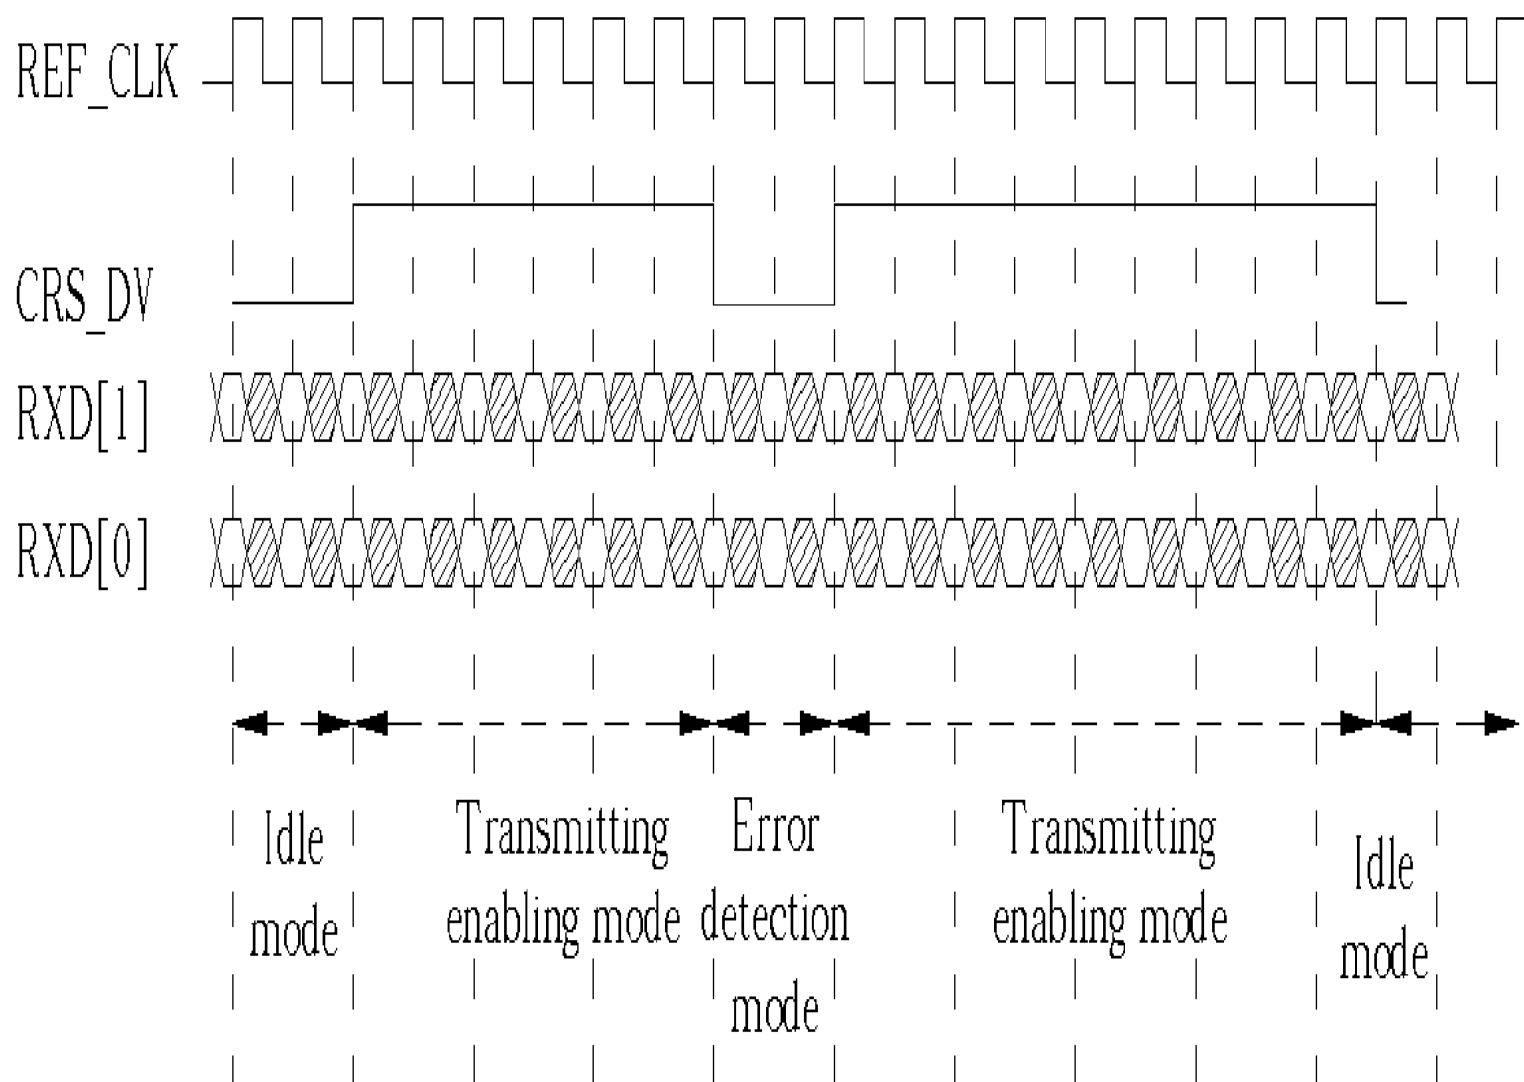 REF_CLK
CRS_DV
RXD[1]
RXD[0]
Idle
mode
Transmitting
enabling mode
Error
detection
mode
Transmitting
enabling mode
Idle
mode